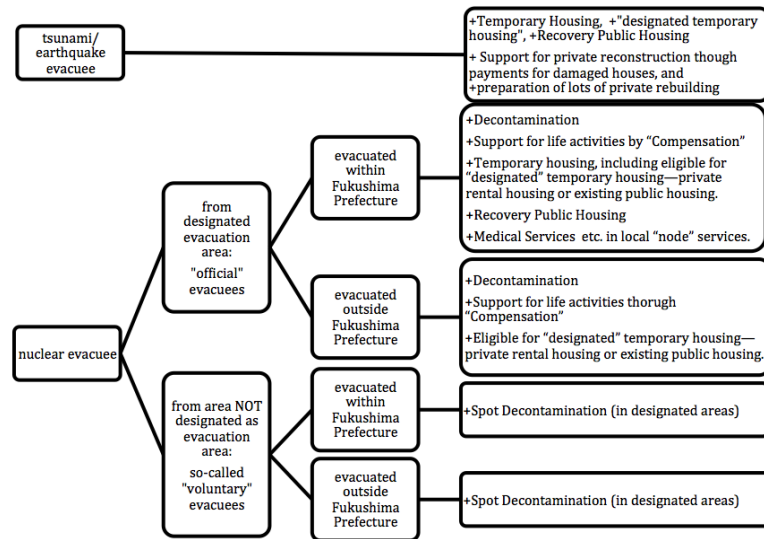 tsunami/
earthquake
evacuee
+Temporary Housing, +"designated temporary
housing", +Recovery Public Housing
+ Support for private reconstruction though
payments for damaged houses, and
+preparation of lots of private rebuilding
nuclear evacuee
from
designated
evacuation
area:
"official"
evacuees
evacuated
within
Fukushima
Prefecture
+Decontamination
+Support for life activities by “Compensation”
+Temporary housing, including eligible for
“designated” temporary housing—private
rental housing or existing public housing.
+Recovery Public Housing
+Medical Services etc. in local “node” services.
evacuated
outside
Fukushima
Prefecture
+Decontamination
+Support for life activities thorugh
“Compensation”
+Eligible for “designated” temporary housing—
private rental housing or existing public housing.
from area NOT
designated as
evacuation
area:
so-called
"voluntary"
evacuees
evacuated
within
Fukushima
Prefecture
+Spot Decontamination (in designated areas)
evacuated
outside
Fukushima
Prefecture
+Spot Decontamination (in designated areas)